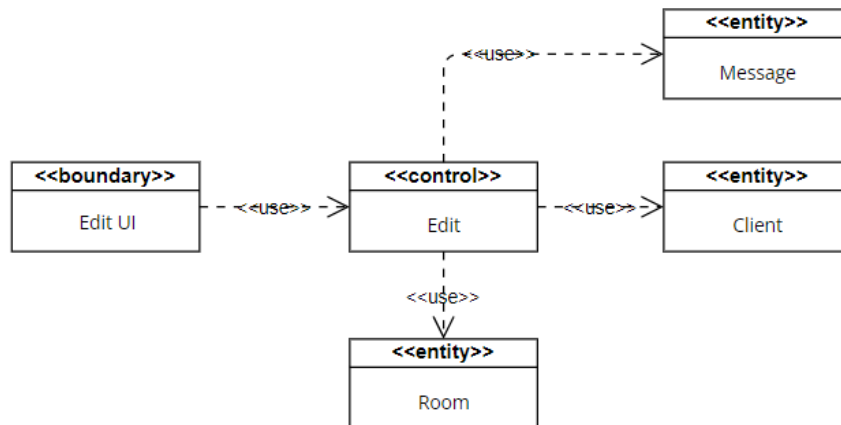 <<entity>>
<<use>>
Message
<<boundary>>
<<control>>
<<entity>>
<<use>>
<<use>>
Edit UI
Edit
Client
<<use>>
<<entity>>
Room